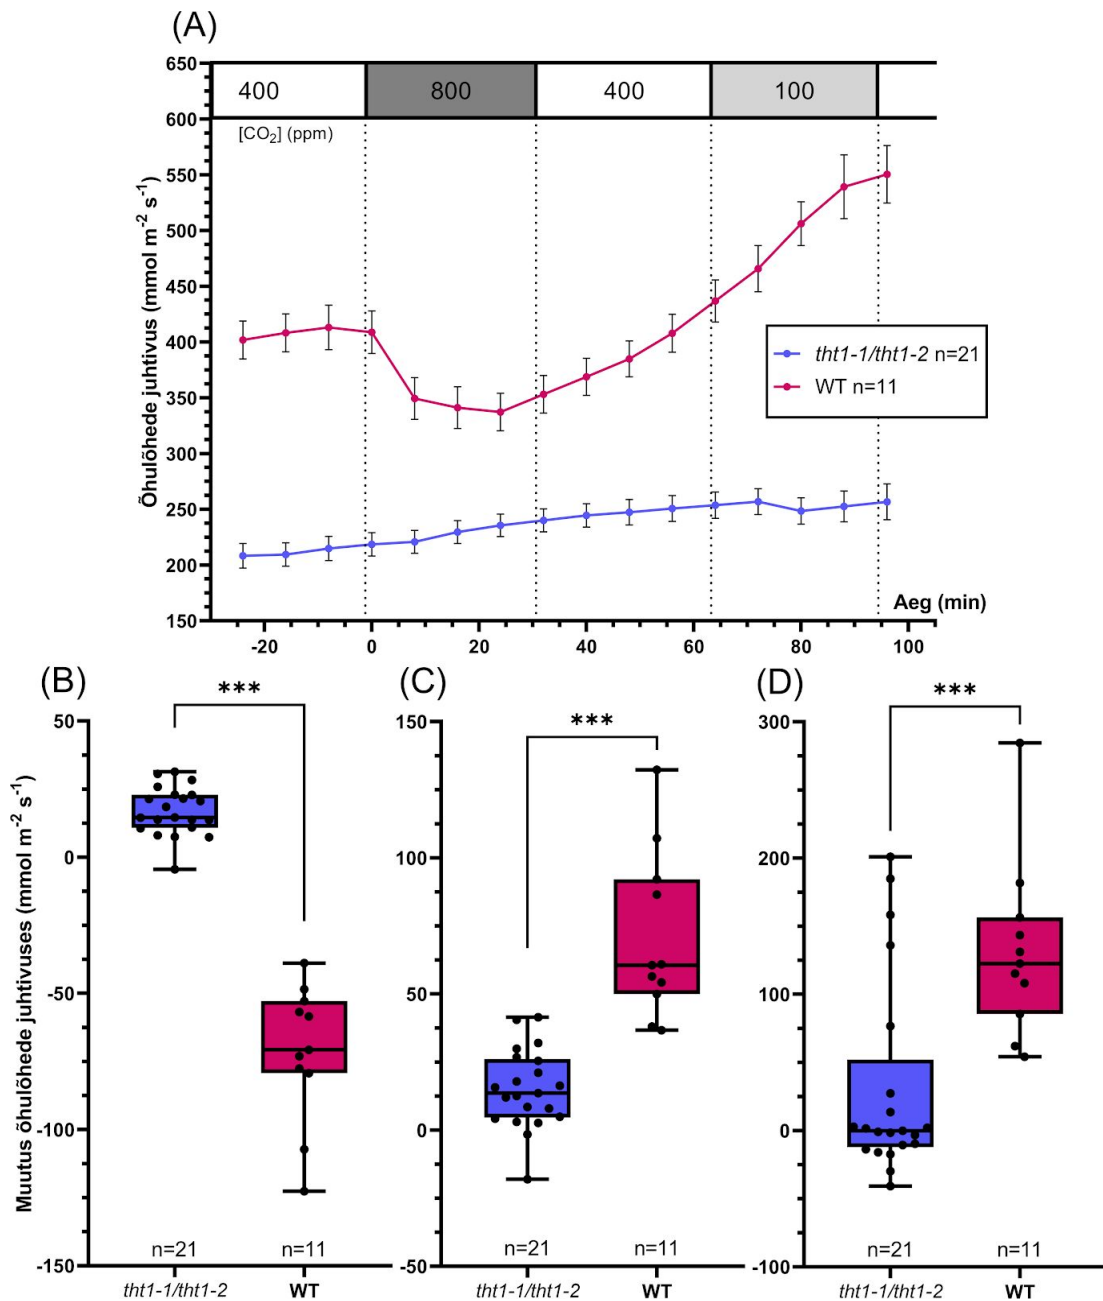 (A)
650
600
550
500
450
400
350
300
250
200
150
Õhulõhede juhtivus (mmol m⁻² s⁻¹)
400 800 400 100
[CO₂] (ppm)
tht1-1/tht1-2 n=21
WT n=11
Aeg (min)
-20 0 20 40 60 80 100
(B)
***
Muutus õhulõhede juhtivuses (mmol m⁻² s⁻¹)
50
0
-50
-100
-150
n=21 n=11
tht1-1/tht1-2 WT
(C)
***
150
100
50
0
-50
n=21 n=11
tht1-1/tht1-2 WT
(D)
***
300
200
100
0
-100
n=21 n=11
tht1-1/tht1-2 WT